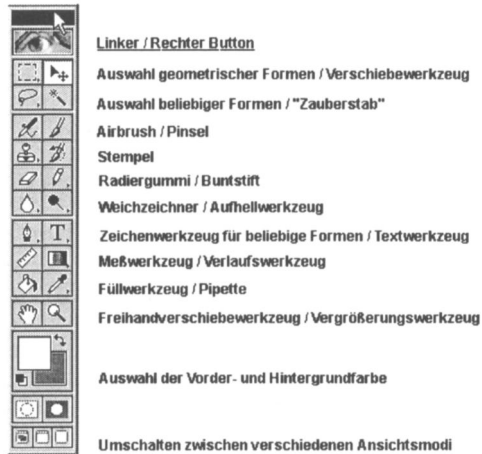 Linker / Rechter Button
Auswahl geometrischer Formen / Verschiebewerkzeug
Auswahl beliebiger Formen / "Zauberstab"
Airbrush / Pinsel
Stempel
Radiergummi / Buntstift
Weichzeichner / Aufhellwerkzeug
Zeichenwerkzeug für beliebige Formen / Textwerkzeug
T
Meßwerkzeug / Verlaufswerkzeug
Füllwerkzeug / Pipette
Freihandverschiebewerkzeug / Vergrößerungswerkzeug
Auswahl der Vorder- und Hintergrundfarbe
Umschalten zwischen verschiedenen Ansichtsmodi